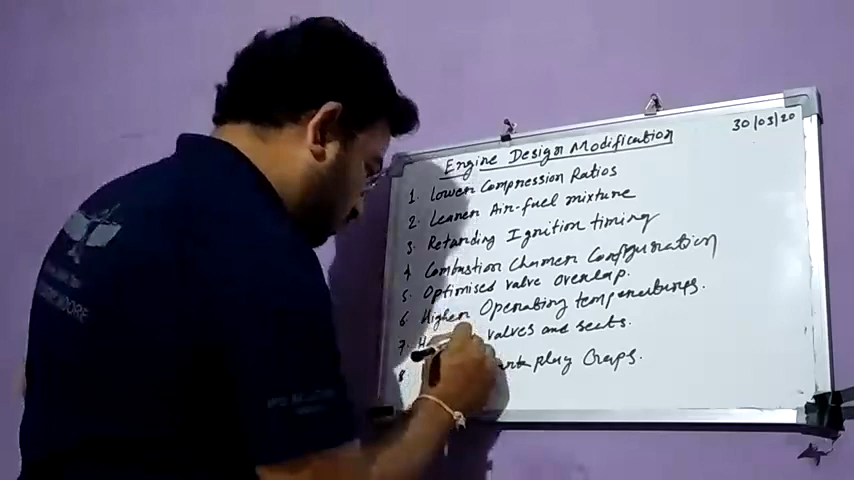 Engine Design Modification
30/03/20
1. Lower Compression Ratios
2. Leaner Air-fuel mixture
3. Retarding Ignition timing
4. Combustion Chamber Configuration
5. Optimised valve overlap.
6. Higher Operating temperatures.
7. valves and seats.
8 Gaps.